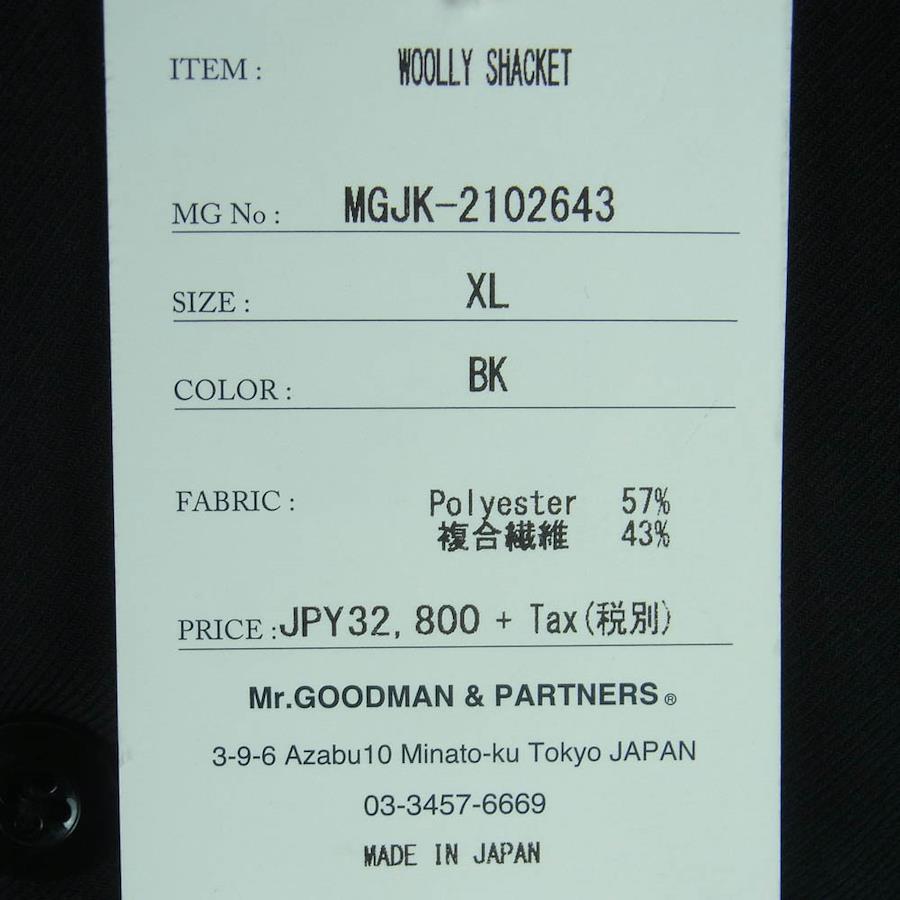 ITEM : WOOLLY SHACKET
MG No : MGJK-2102643
SIZE : XL
COLOR : BK
FABRIC : Polyester 57%
複合繊維 43%
PRICE : JPY32,800 + Tax(税別)
Mr.GOODMAN & PARTNERS®
3-9-6 Azabu10 Minato-ku Tokyo JAPAN
03-3457-6669
MADE IN JAPAN